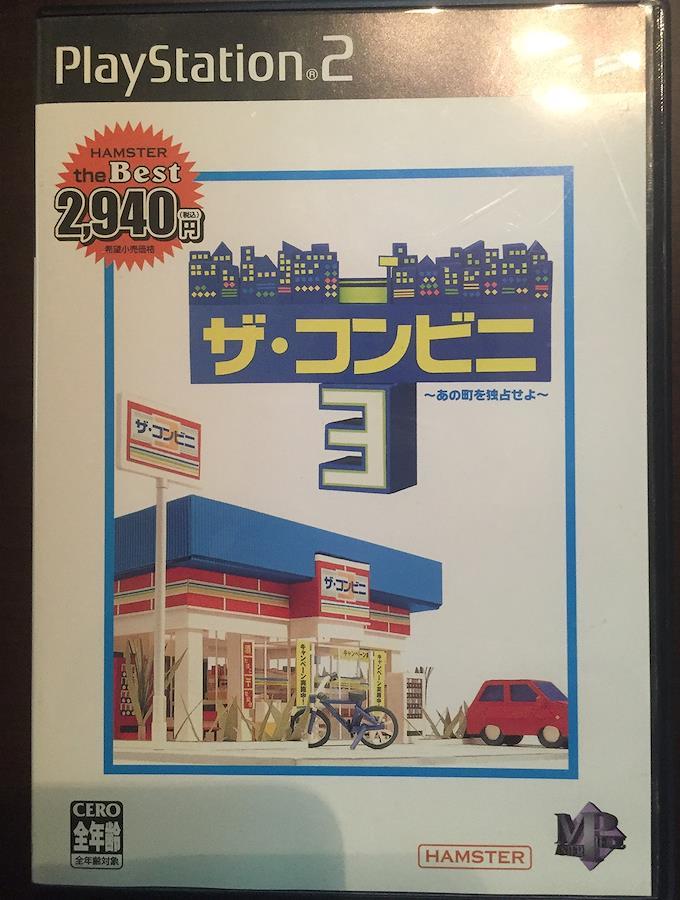 PlayStation®2
HAMSTER
the Best
2,940円
(税込)
希望小売価格
ザ・コンビニ
3
〜あの町を独占せよ〜
ザ・コンビニ
ザ・コンビニ
キャンペーン実施中!
CERO
全年齢
全年齢対象
HAMSTER